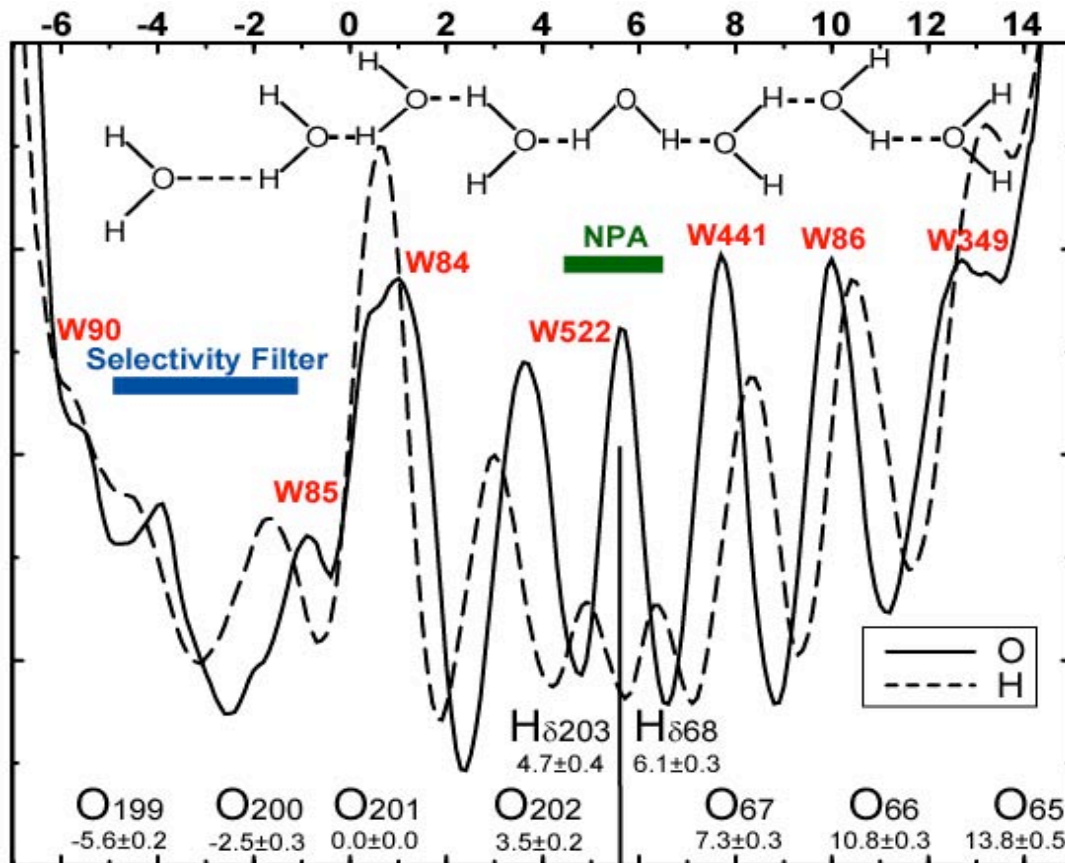 -6 -4 -2 0 2 4 6 8 10 12 14
H H O H H O
H O H O H H O H O H O
O H H H H H
H
NPA W441 W86 W349
W84
W90 W522
Selectivity Filter
W85
O
H
Hδ203 Hδ68
4.7±0.4 6.1±0.3
O199 O200 O201 O202 O67 O66 O65
-5.6±0.2 -2.5±0.3 0.0±0.0 3.5±0.2 7.3±0.3 10.8±0.3 13.8±0.5